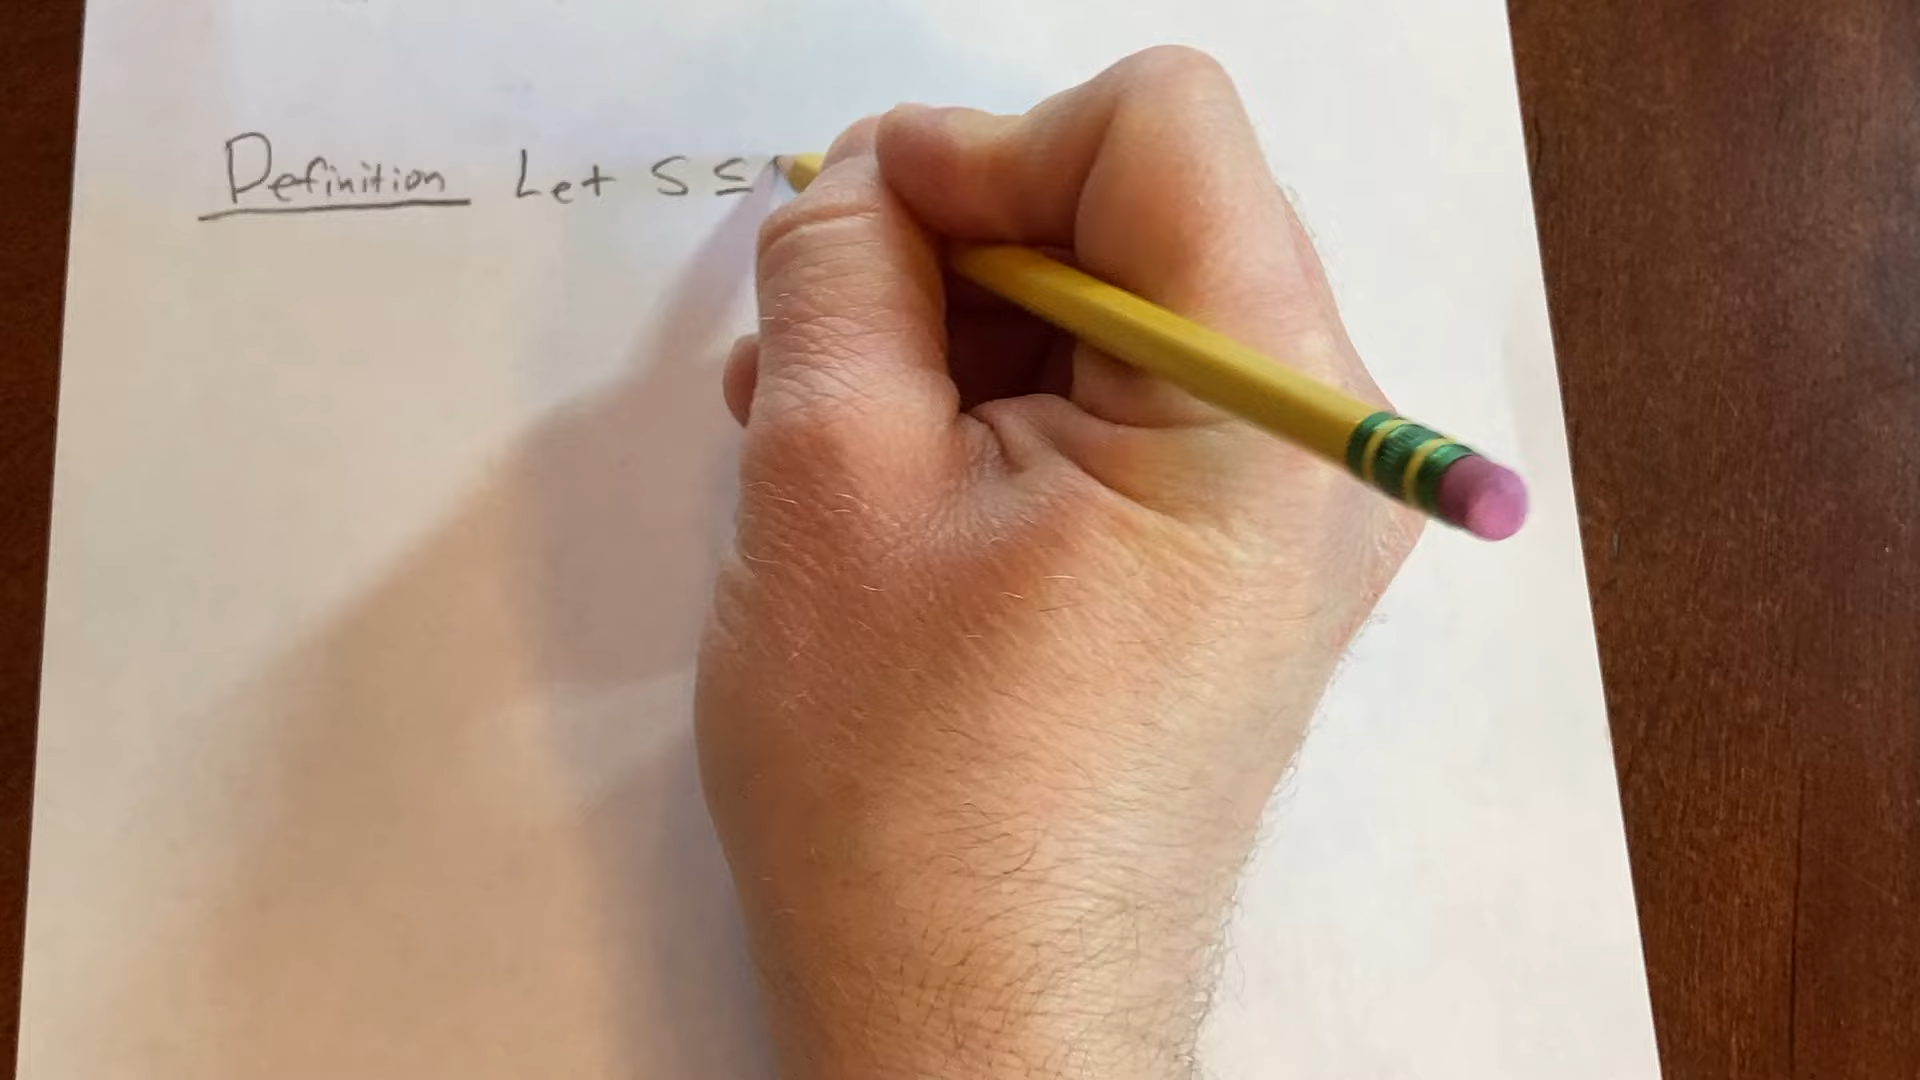 Definition Let S ⊆